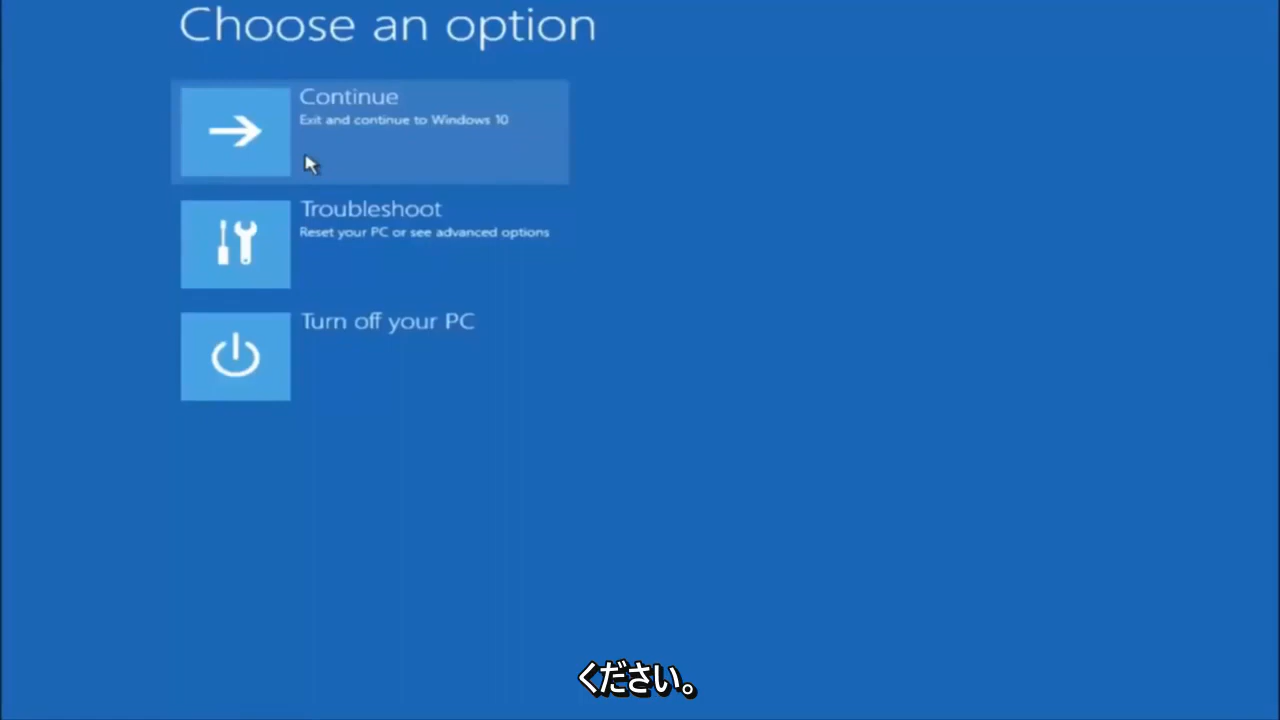 Choose an option
Continue
Exit and continue to Windows 10
Troubleshoot
Reset your PC or see advanced options
Turn off your PC
ください。